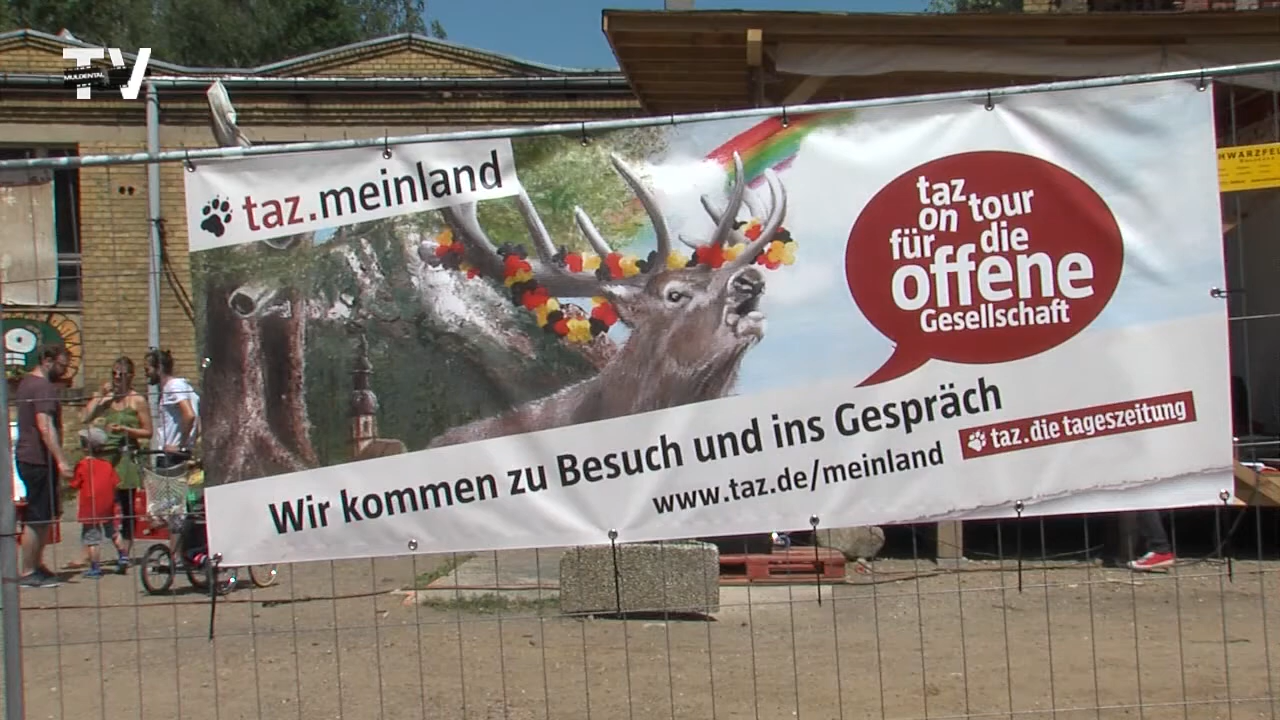 TV
MULDENTAL
taz.meinland
taz
on tour
für die
offene
Gesellschaft
Wir kommen zu Besuch und ins Gespräch
www.taz.de/meinland
taz.die tageszeitung